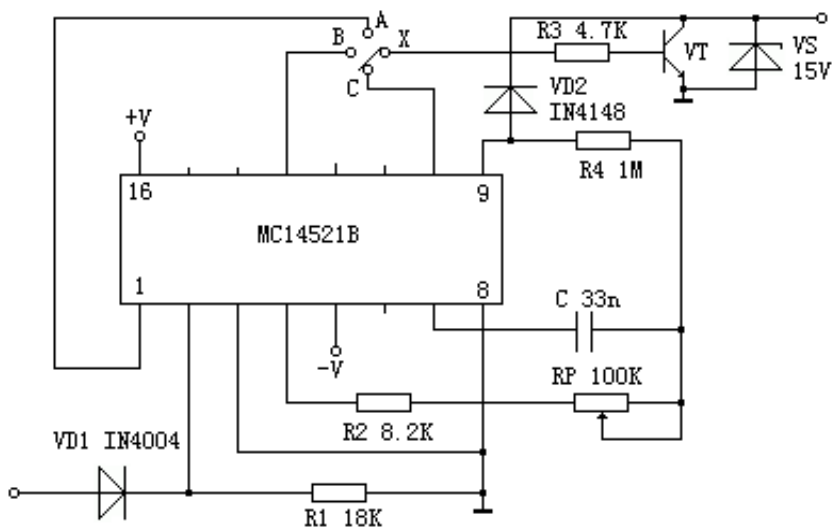 A
B
X
C
R3 4.7K
VT
VS
15V
VD2
IN4148
+V
R4 1M
16
9
MC14521B
1
8
C 33n
-V
RP 100K
R2 8.2K
VD1 IN4004
R1 18K